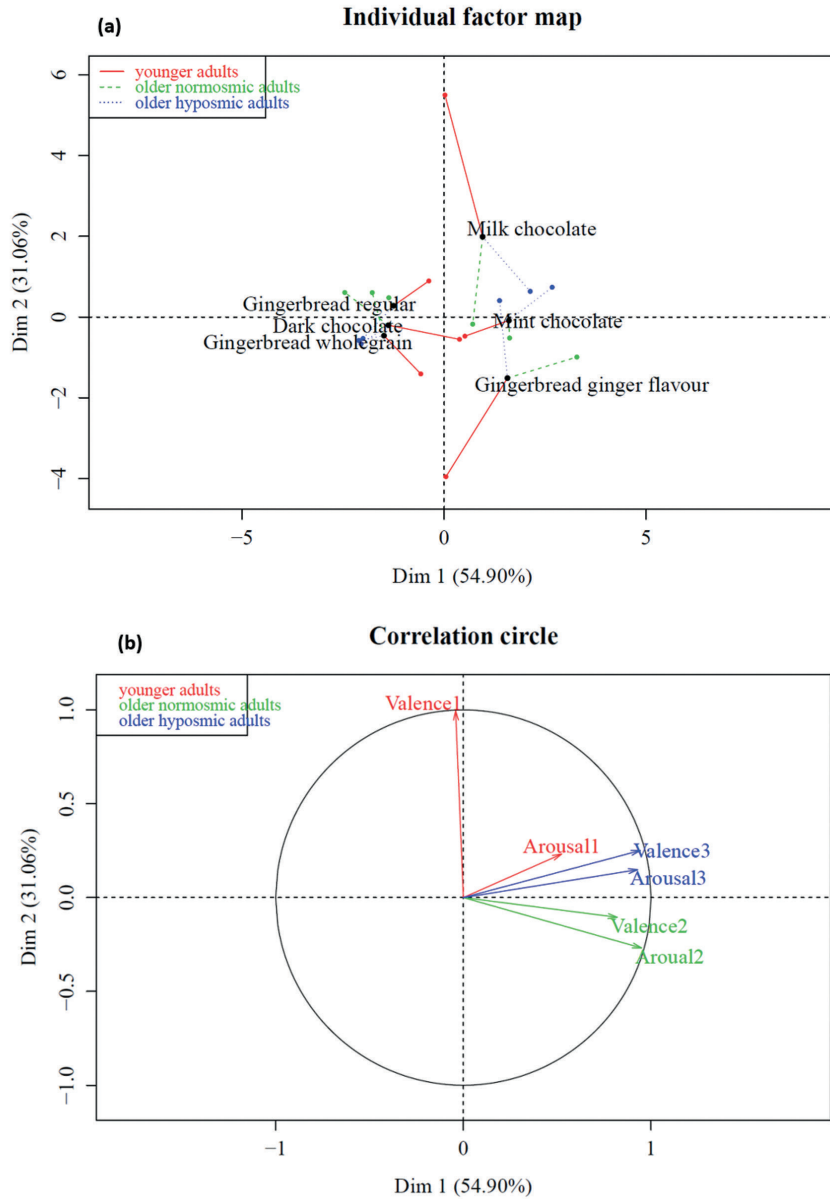 (a)
Individual factor map
younger adults
older normosmic adults
older hyposmic adults
6
4
2
0
−2
−4
Dim 2 (31.06%)
Milk chocolate
Gingerbread regular
Dark chocolate
Mint chocolate
Gingerbread wholegrain
Gingerbread ginger flavour
−5 0 5
Dim 1 (54.90%)
(b)
Correlation circle
younger adults
older normosmic adults
older hyposmic adults
1.0
0.5
0.0
−0.5
−1.0
Dim 2 (31.06%)
Valence1
Arousal1
Valence3
Arousal3
Valence2
Aroual2
−1 0 1
Dim 1 (54.90%)